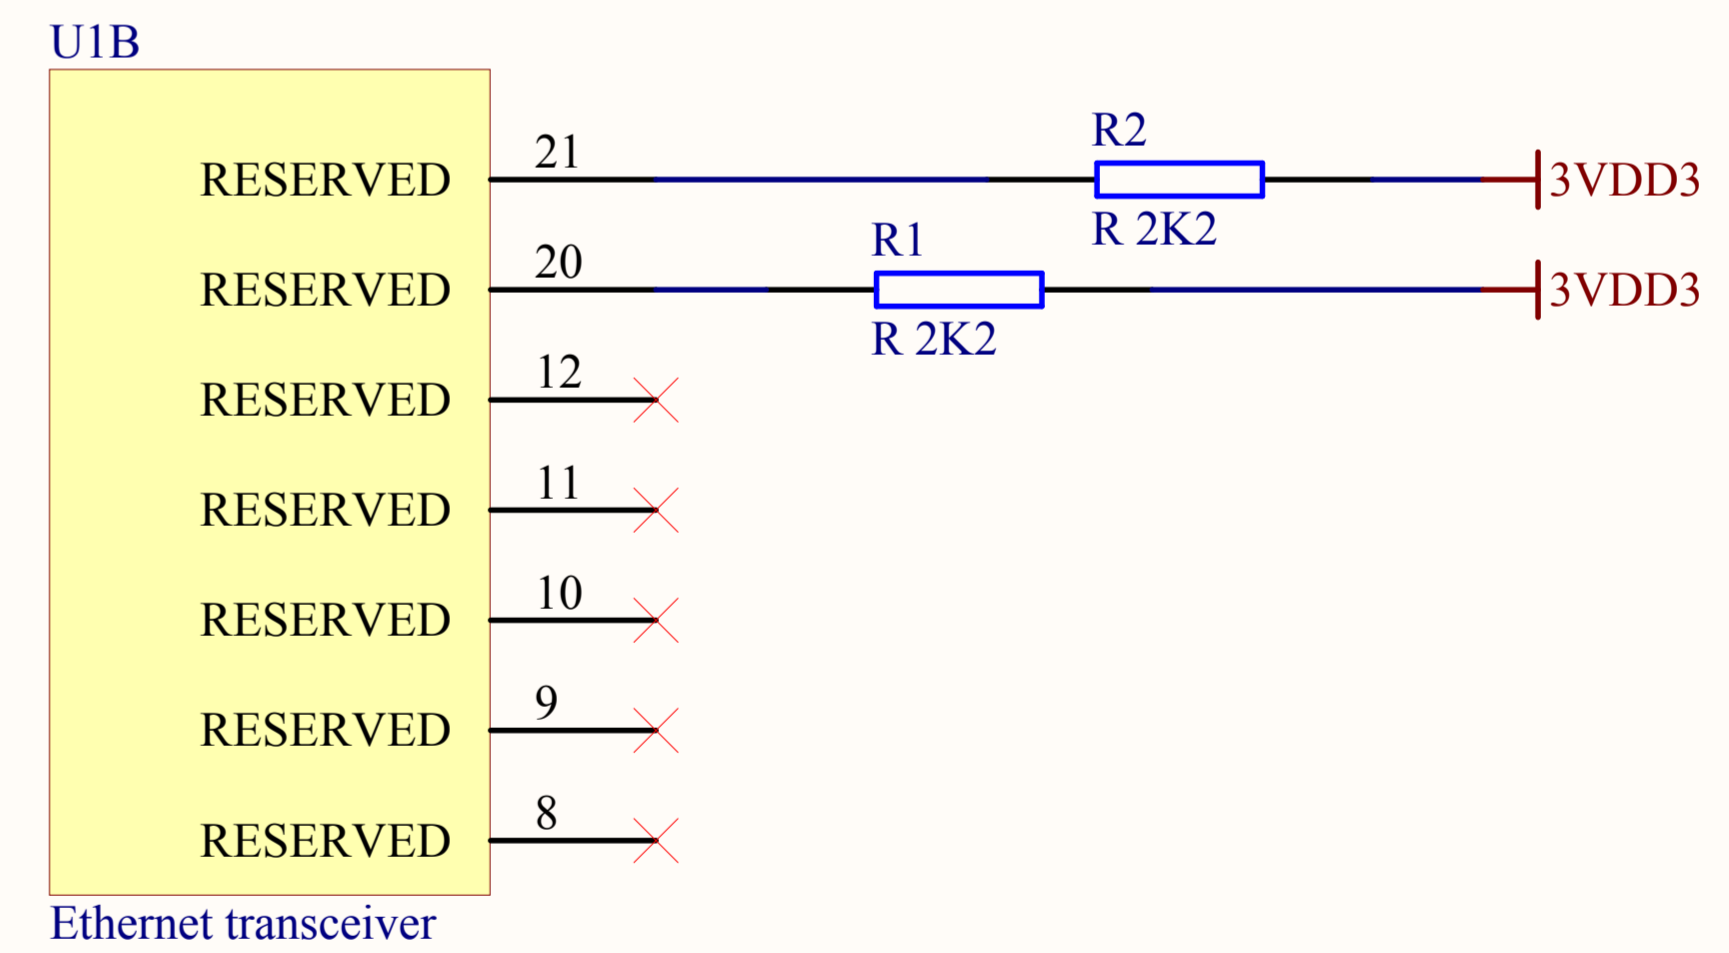 U1B
21
R2
RESERVED
3VDD3
R 2K2
20
R1
RESERVED
3VDD3
R 2K2
12
RESERVED
11
RESERVED
10
RESERVED
9
RESERVED
8
RESERVED
Ethernet transceiver